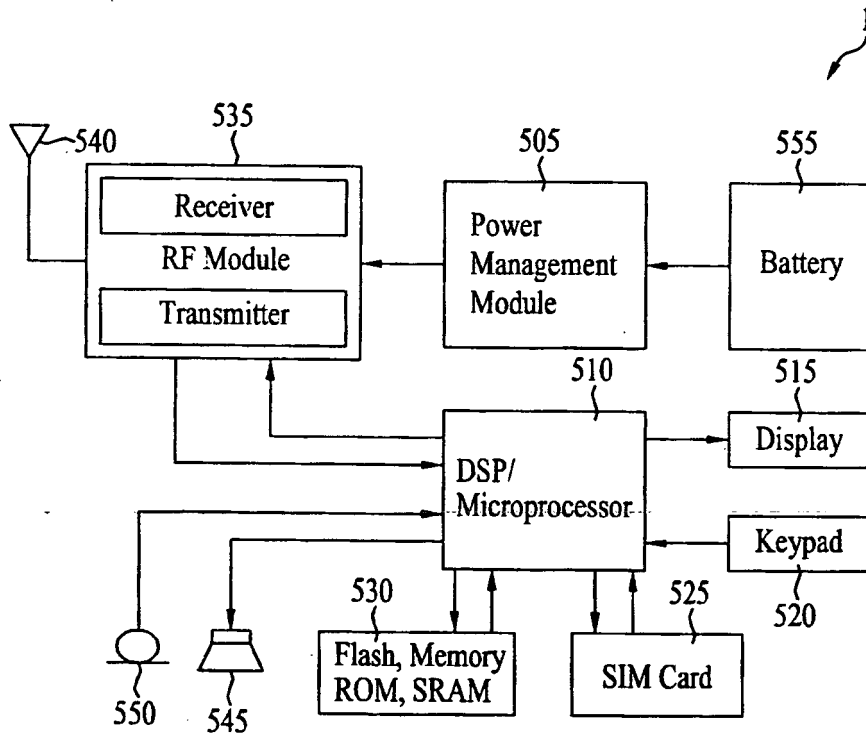 540
535
505
555
Receiver
RF Module
Transmitter
Power
Management
Module
Battery
510
515
DSP/
Microprocessor
Display
Keypad
520
530
525
Flash, Memory
ROM, SRAM
SIM Card
550
545